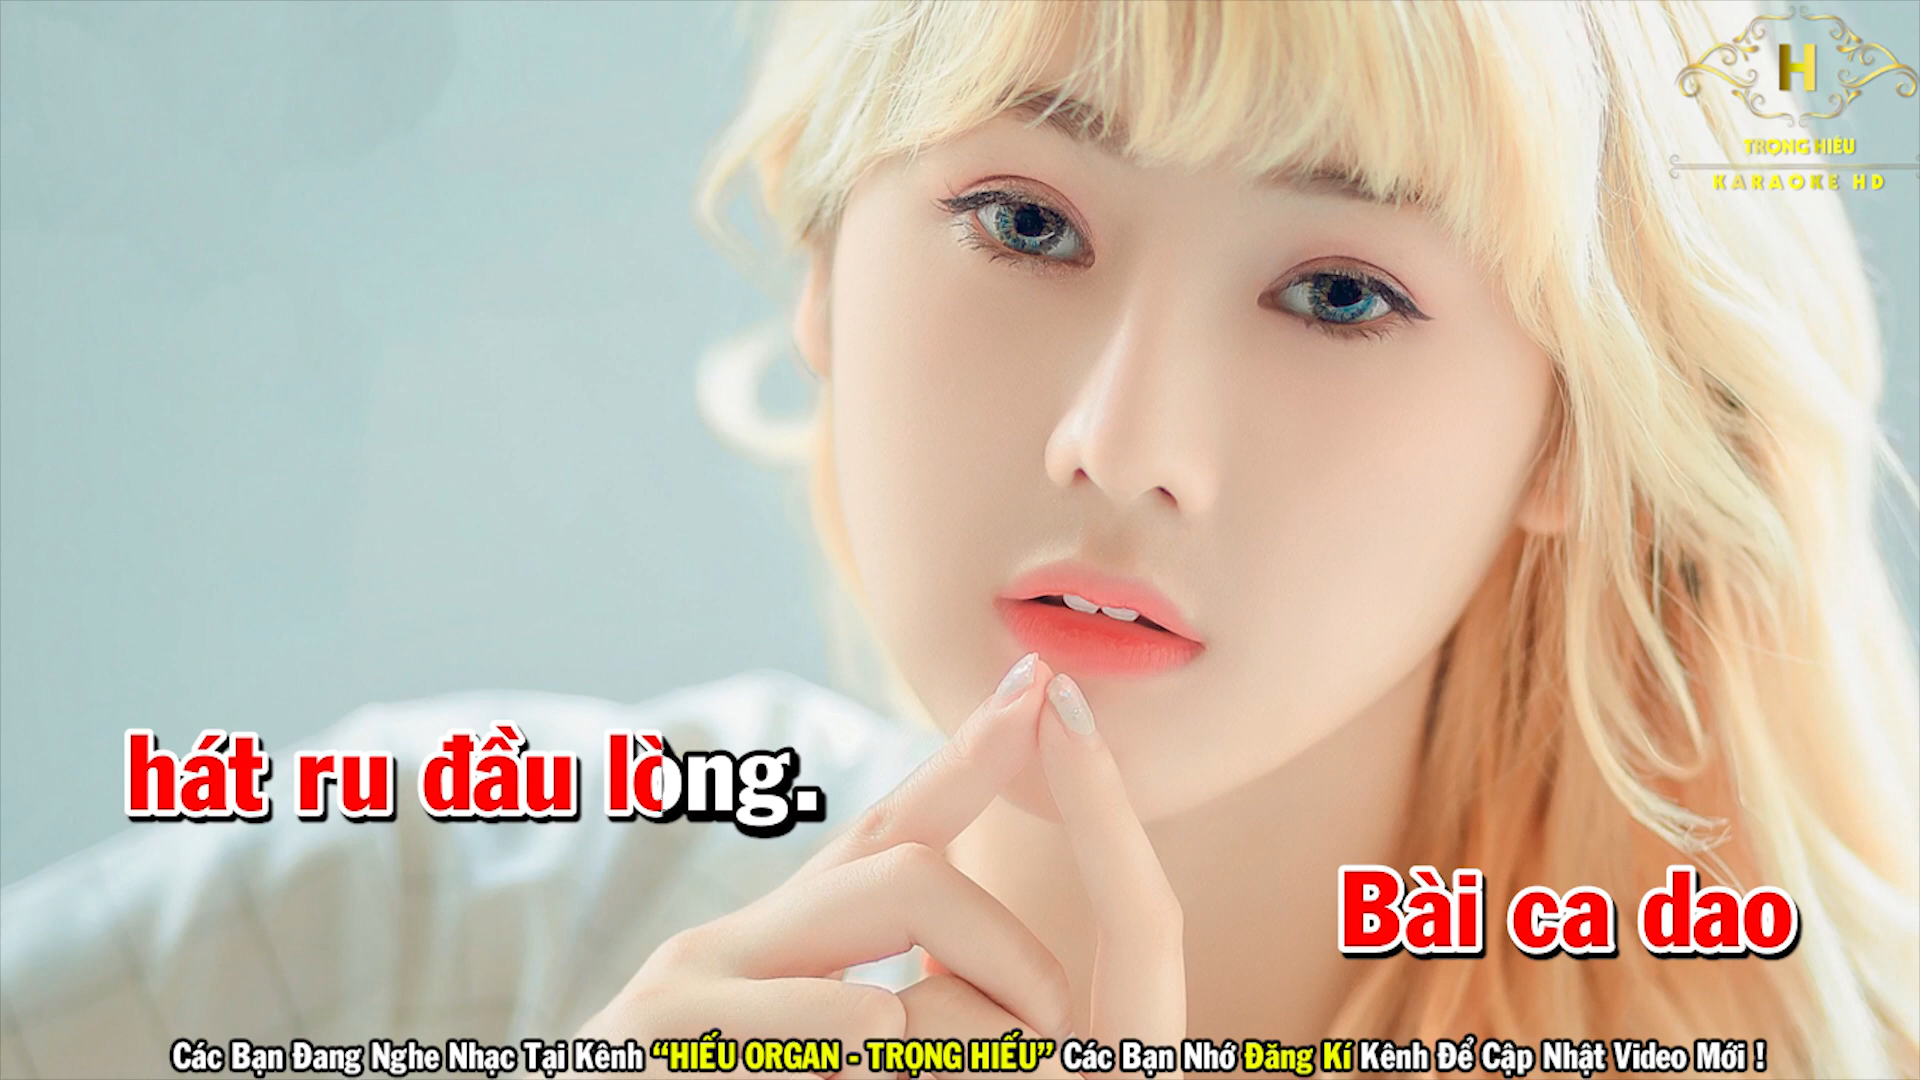 H
TRỌNG HIẾU
KARAOKE HD
hát ru đầu lòng.
Bài ca dao
Các Bạn Đang Nghe Nhạc Tại Kênh “HIẾU ORGAN - TRỌNG HIẾU” Các Bạn Nhớ Đăng Kí Kênh Để Cập Nhật Video Mới !